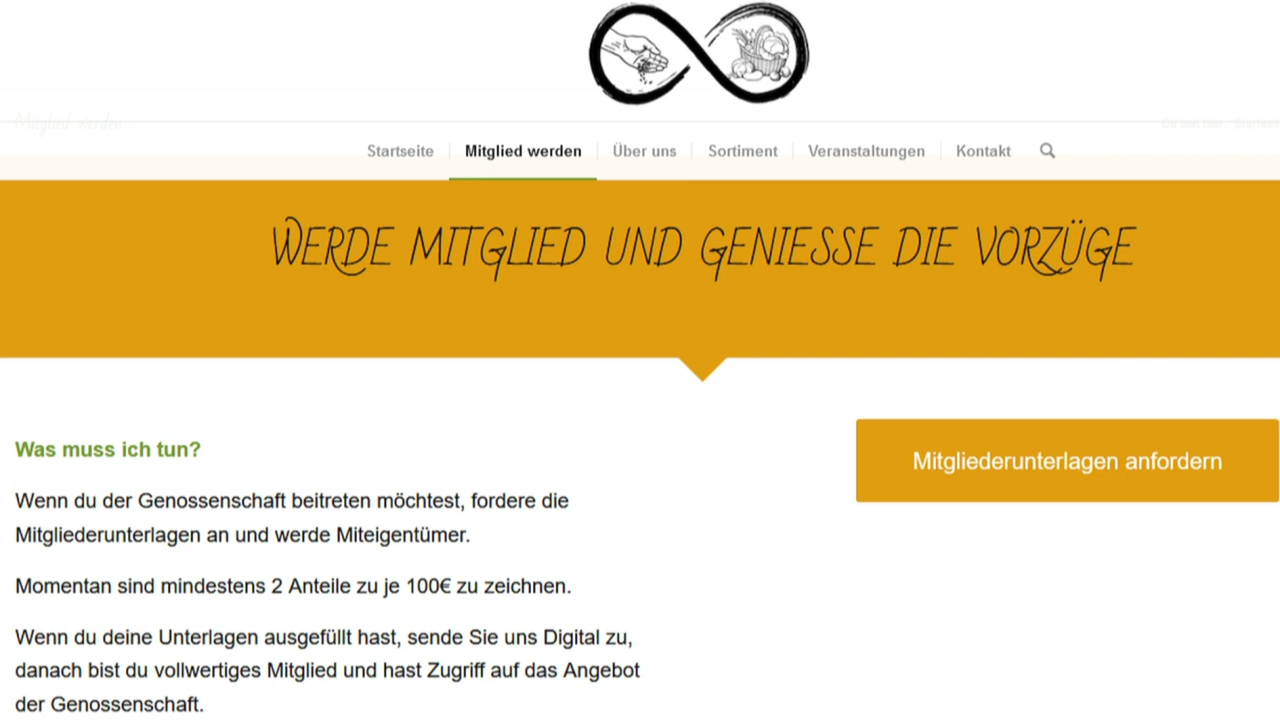 Mitglied werden
Startseite
Mitglied werden
Über uns
Sortiment
Veranstaltungen
Kontakt
WERDE MITGLIED UND GENIESSE DIE VORZÜGE
Was muss ich tun?
Wenn du der Genossenschaft beitreten möchtest, fordere die
Mitgliederunterlagen an und werde Miteigentümer.
Momentan sind mindestens 2 Anteile zu je 100€ zu zeichnen.
Wenn du deine Unterlagen ausgefüllt hast, sende Sie uns Digital zu,
danach bist du vollwertiges Mitglied und hast Zugriff auf das Angebot
der Genossenschaft.
Mitgliederunterlagen anfordern